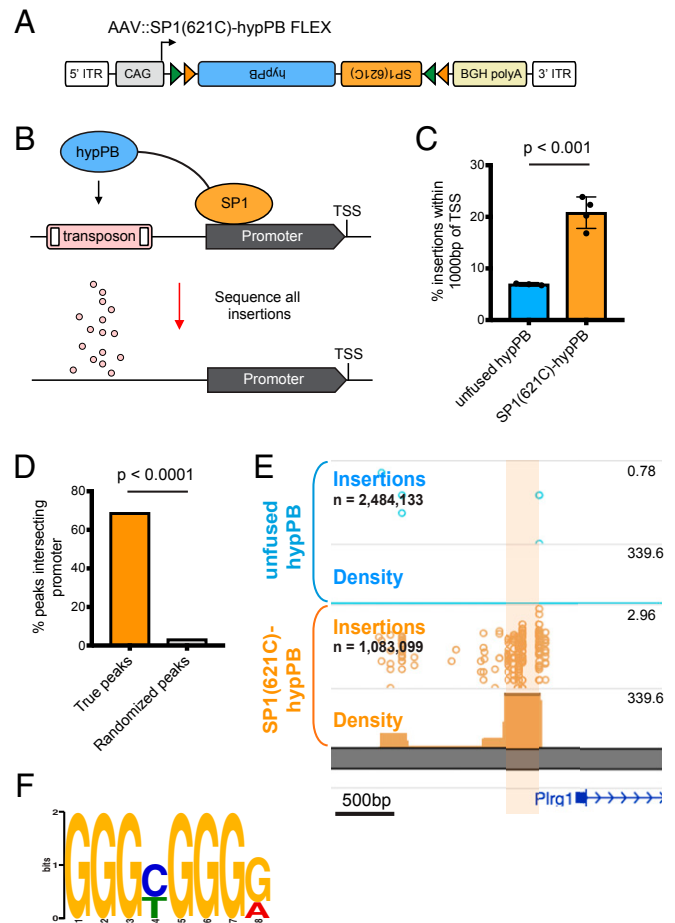 A
AAV::SP1(621C)-hypPB FLEX
5' ITR CAG hypPB SP1(621C) BGH polyA 3' ITR
B
hypPB
SP1
TSS
transposon
Promoter
Sequence all
insertions
TSS
Promoter
C
p < 0.001
% insertions within
1000bp of TSS
30
20
10
0
unfused hypPB
SP1(621C)-hypPB
D
p < 0.0001
% peaks intersecting
promoter
80
60
40
20
0
True peaks
Randomized peaks
E
unfused
hypPB
Insertions
n = 2,484,133
0.78
Density
339.6
SP1(621C)-
hypPB
Insertions
n = 1,083,099
2.96
Density
339.6
500bp
Plrg1
F
bits
2
1
0
GGGCGGGG
TA
1 2 3 4 5 6 7 8